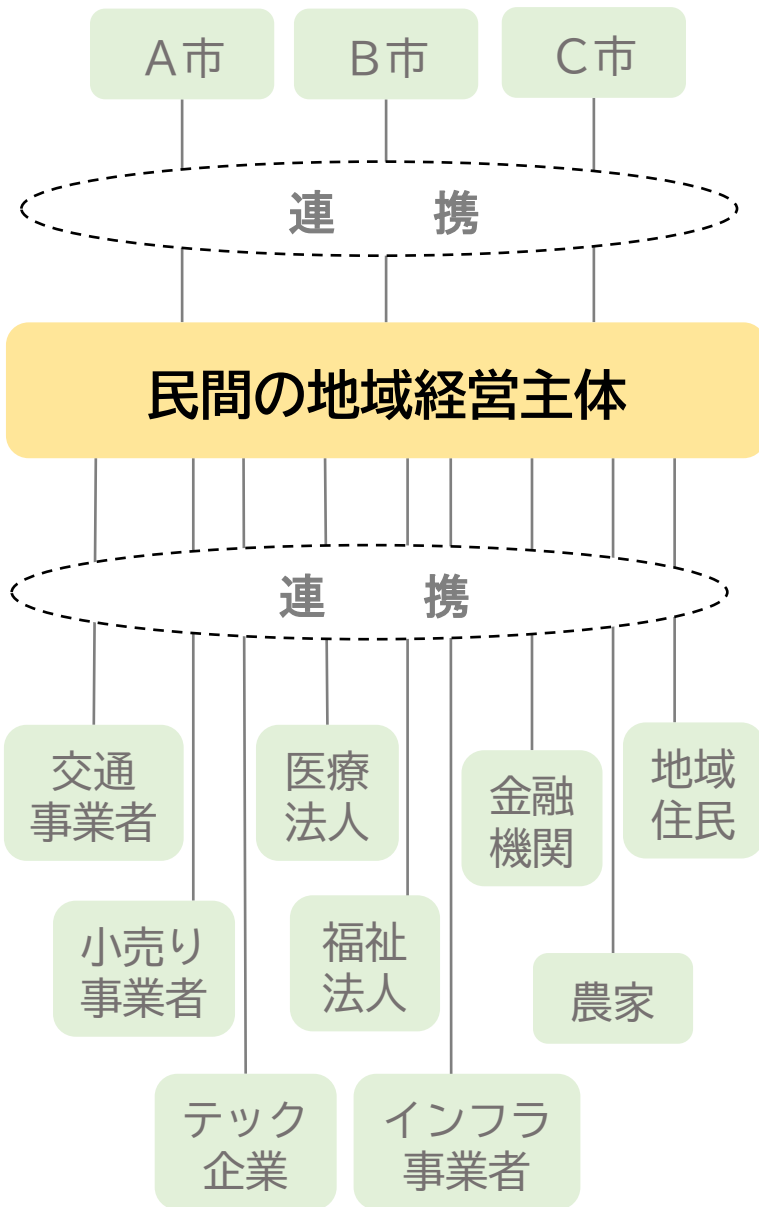 A市
B市
C市
連　携
民間の地域経営主体
連　携
交通
事業者
医療
法人
金融
機関
地域
住民
小売り
事業者
福祉
法人
農家
テック
企業
インフラ
事業者